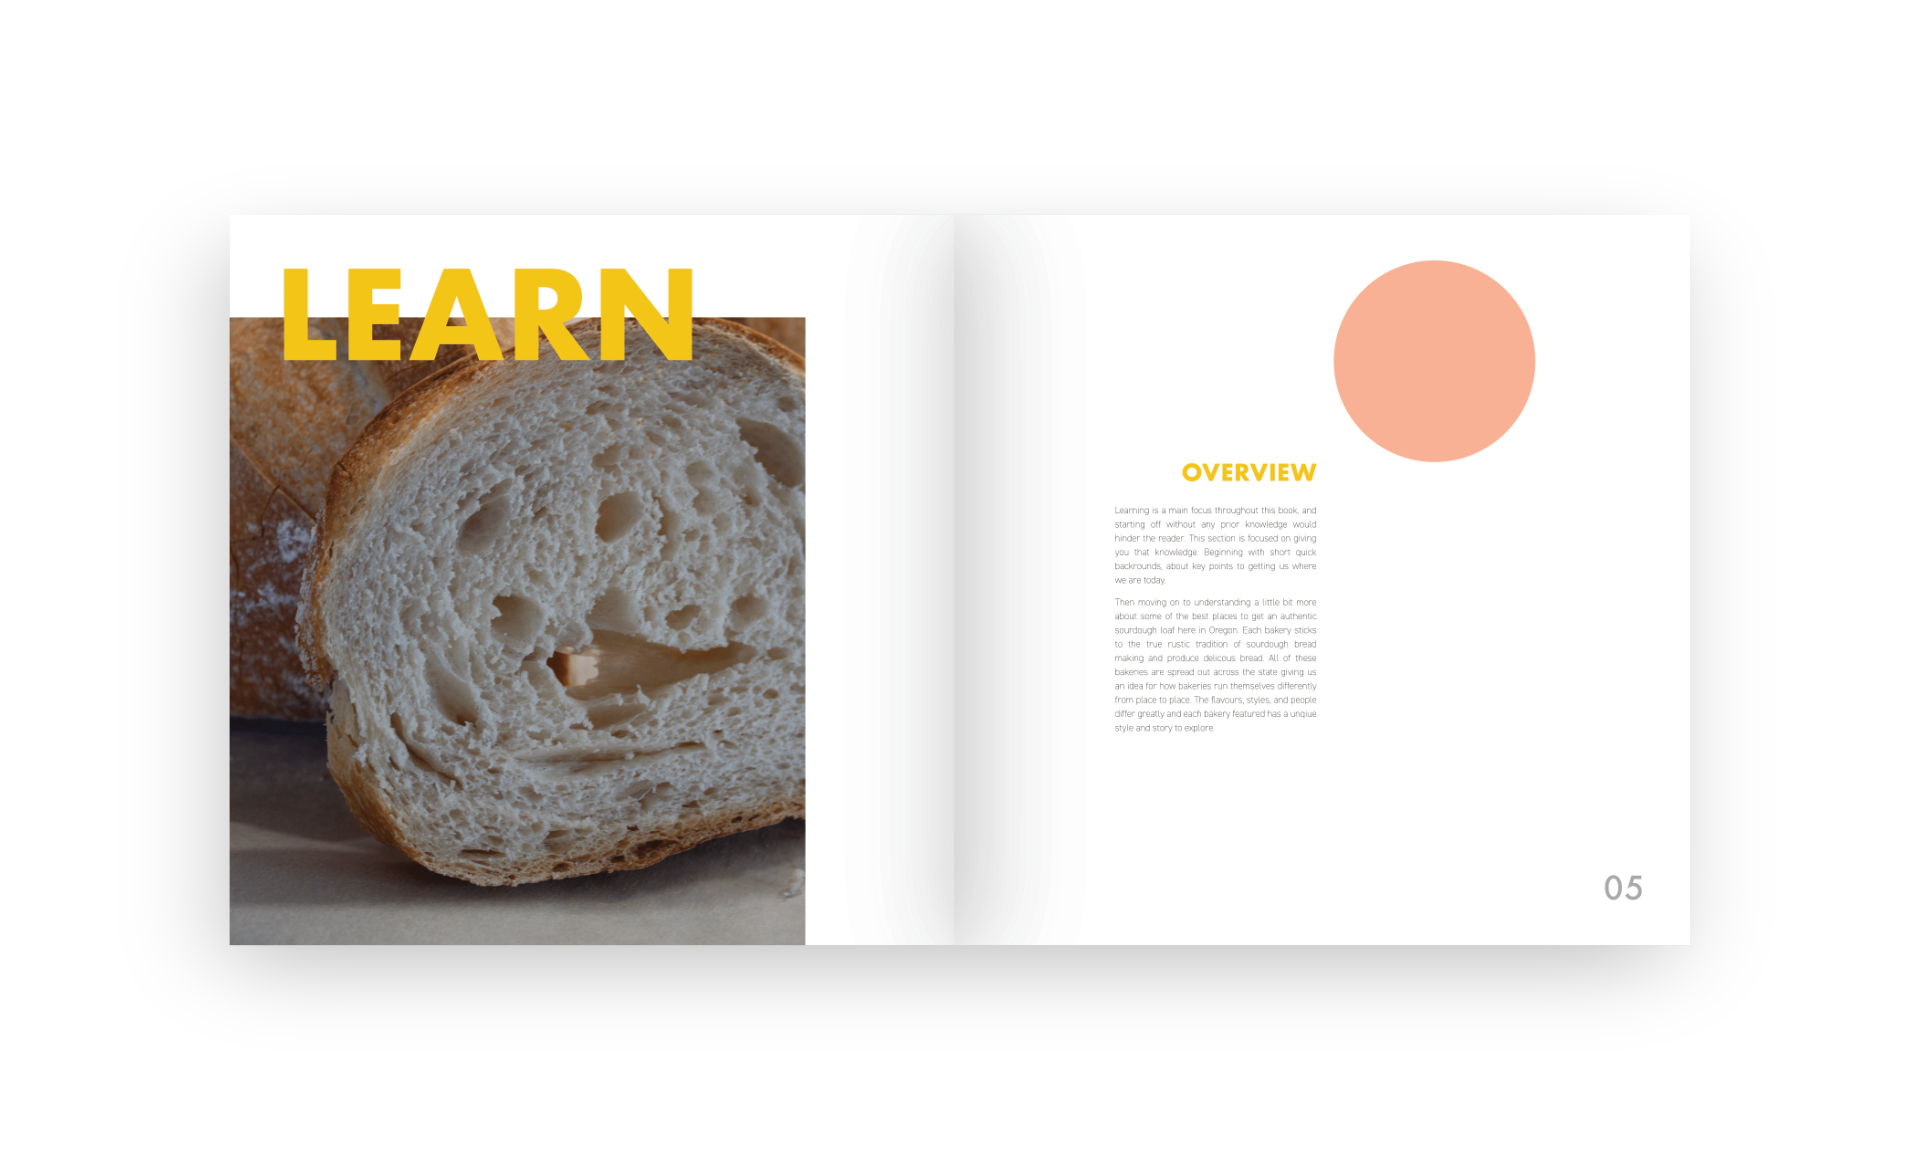 LEARN
OVERVIEW
Learning is a main focus throughout this book, and
starting off without any prior knowledge would
hinder the reader. This section is focused on giving
you that knowledge. Beginning with short quick
backrounds, about key points to getting us where
we are today.
Then moving on to understanding a little bit more
about some of the best places to get an authentic
sourdough loaf here in Oregon. Each bakery sticks
to the true rustic tradition of sourdough bread
making and produce delicous bread. All of these
bakeries are spread out across the state giving us
an idea for how bakeries run themselves differently
from place to place. The flavours, styles, and people
differ greatly and each bakery featured has a unqiue
style and story to explore.
05